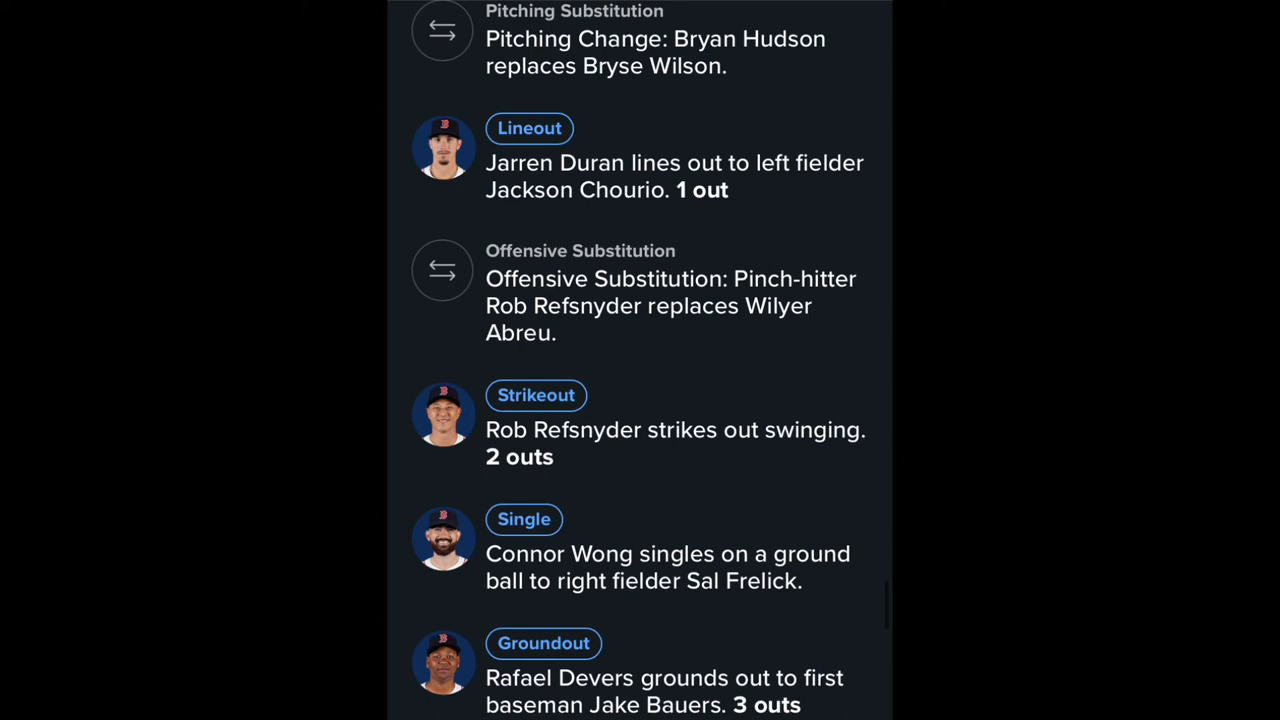 Pitching Substitution
Pitching Change: Bryan Hudson
replaces Bryse Wilson.
Lineout
Jarren Duran lines out to left fielder
Jackson Chourio. 1 out
Offensive Substitution
Offensive Substitution: Pinch-hitter
Rob Refsnyder replaces Wilyer
Abreu.
Strikeout
Rob Refsnyder strikes out swinging.
2 outs
Single
Connor Wong singles on a ground
ball to right fielder Sal Frelick.
Groundout
Rafael Devers grounds out to first
baseman Jake Bauers. 3 outs